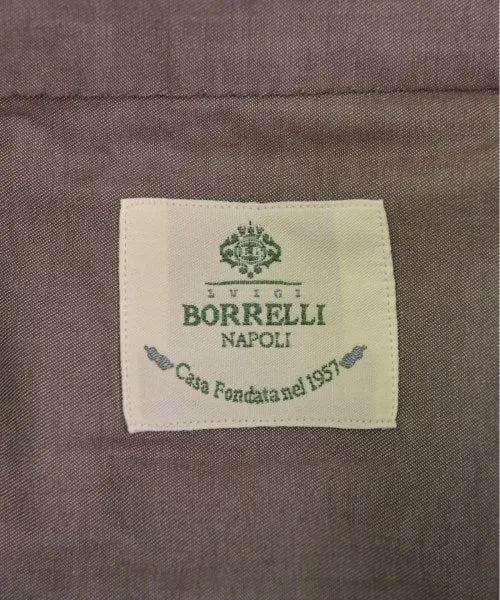 LUIGI
BORRELLI
NAPOLI
Casa Fondata nel 1957